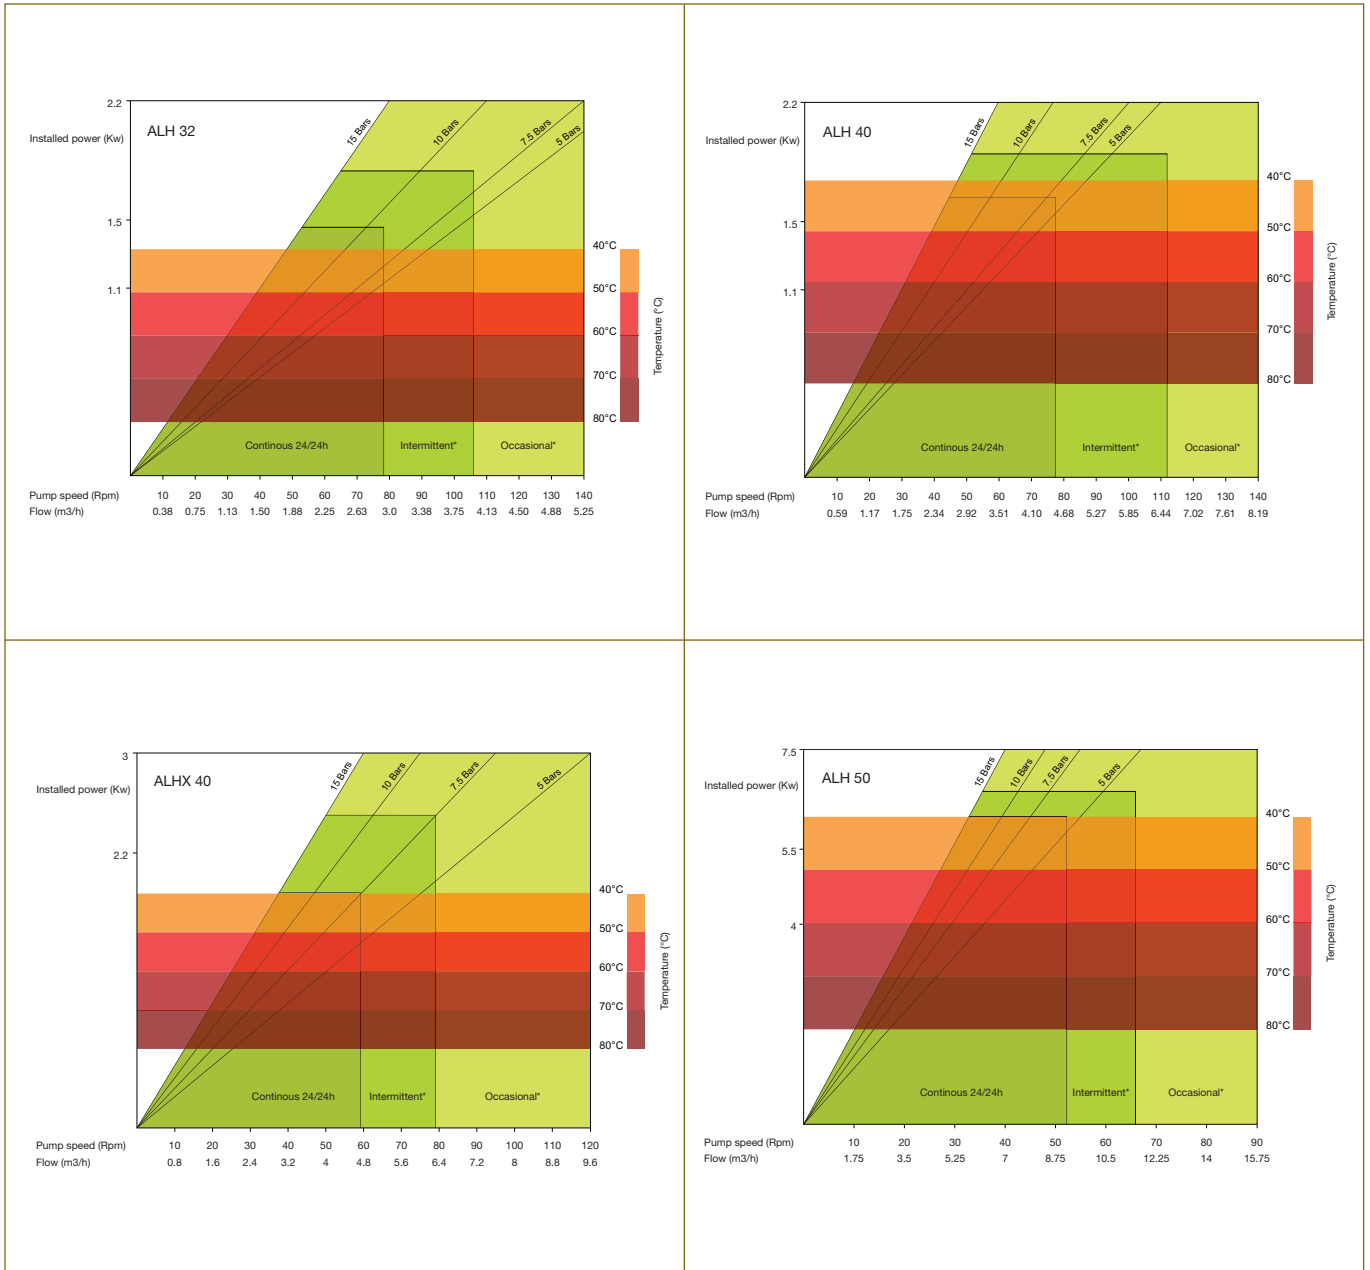 ALH 32
Installed power (Kw)
2.2
1.5
1.1
15 Bars
10 Bars
7.5 Bars
5 Bars
40°C
50°C
60°C
70°C
80°C
Temperature (°C)
Continous 24/24h
Intermittent*
Occasional*
Pump speed (Rpm) 10 20 30 40 50 60 70 80 90 100 110 120 130 140
Flow (m3/h) 0.38 0.75 1.13 1.50 1.88 2.25 2.63 3.0 3.38 3.75 4.13 4.50 4.88 5.25
ALH 40
Installed power (Kw)
2.2
1.5
1.1
15 Bars
10 Bars
7.5 Bars
5 Bars
40°C
50°C
60°C
70°C
80°C
Temperature (°C)
Continous 24/24h
Intermittent*
Occasional*
Pump speed (Rpm) 10 20 30 40 50 60 70 80 90 100 110 120 130 140
Flow (m3/h) 0.59 1.17 1.75 2.34 2.92 3.51 4.10 4.68 5.27 5.85 6.44 7.02 7.61 8.19
ALHX 40
Installed power (Kw)
3
2.2
15 Bars
10 Bars
7.5 Bars
5 Bars
40°C
50°C
60°C
70°C
80°C
Temperature (°C)
Continous 24/24h
Intermittent*
Occasional*
Pump speed (Rpm) 10 20 30 40 50 60 70 80 90 100 110 120
Flow (m3/h) 0.8 1.6 2.4 3.2 4 4.8 5.6 6.4 7.2 8 8.8 9.6
ALH 50
Installed power (Kw)
7.5
5.5
4
15 Bars
10 Bars
7.5 Bars
5 Bars
40°C
50°C
60°C
70°C
80°C
Temperature (°C)
Continous 24/24h
Intermittent*
Occasional*
Pump speed (Rpm) 10 20 30 40 50 60 70 80 90
Flow (m3/h) 1.75 3.5 5.25 7 8.75 10.5 12.25 14 15.75